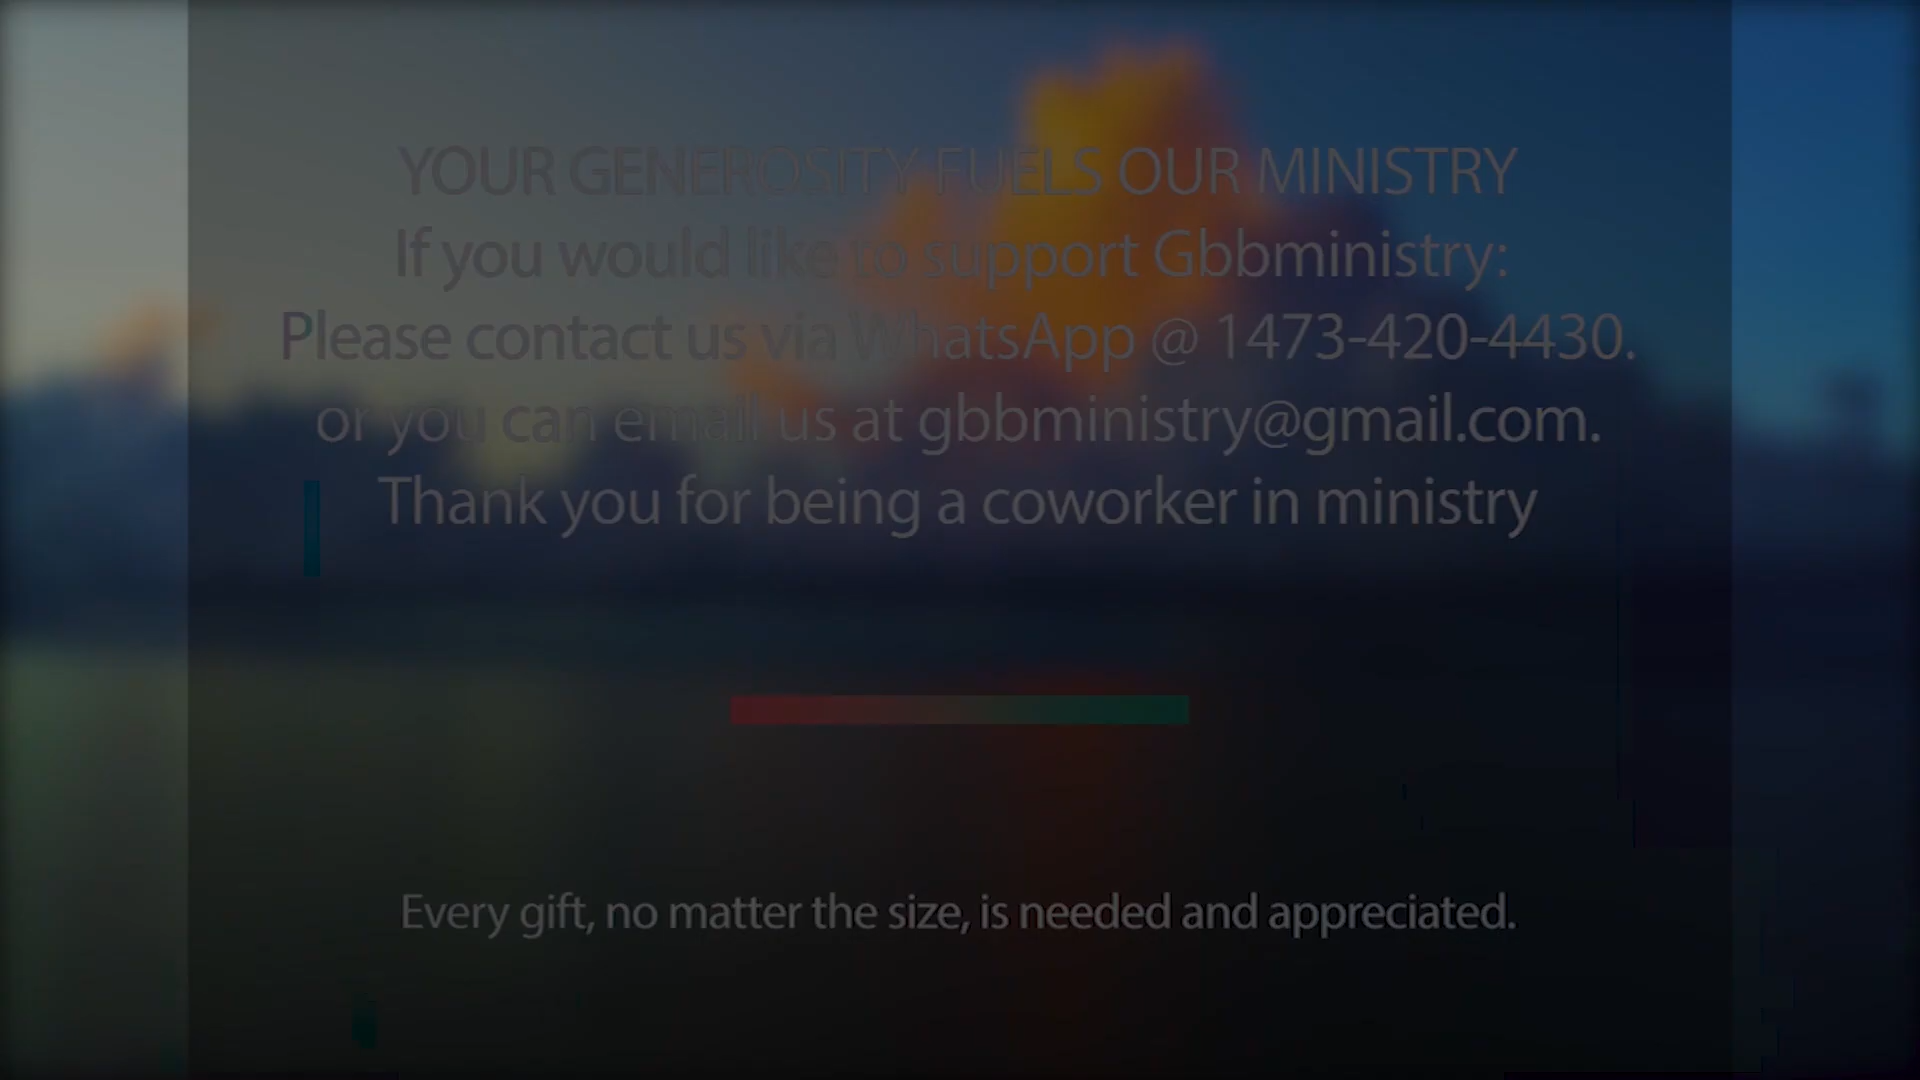 YOUR GENEROSITY FUELS OUR MINISTRY
If you would like to support Gbbministry:
Please contact us via WhatsApp @ 1473-420-4430.
or you can email us at gbbministry@gmail.com.
Thank you for being a coworker in ministry
Every gift, no matter the size, is needed and appreciated.